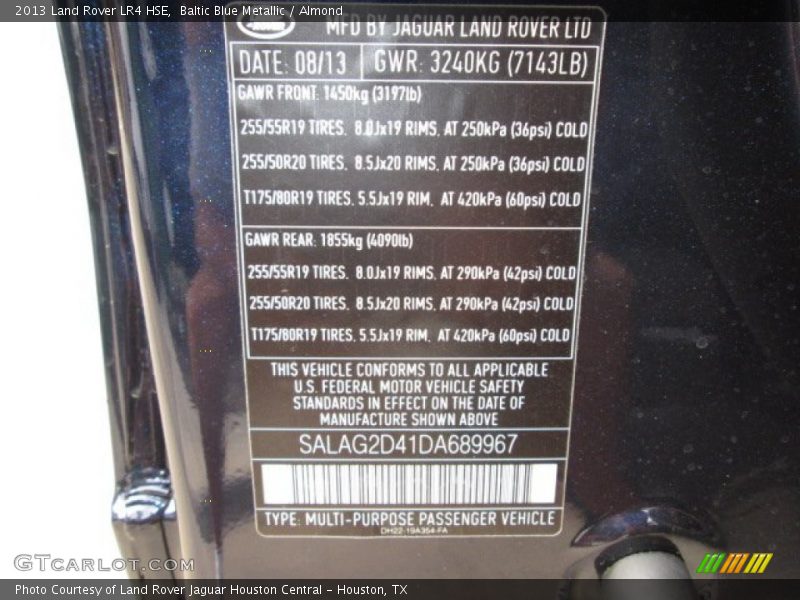 2013 Land Rover LR4 HSE,  Baltic Blue Metallic / Almond
MFD BY JAGUAR LAND ROVER LTD
DATE: 08/13 GWR: 3240KG (7143LB)
GAWR FRONT: 1450kg (3197lb)
255/55R19 TIRES, 8.0Jx19 RIMS, AT 250kPa (36psi) COLD
255/50R20 TIRES, 8.5Jx20 RIMS, AT 250kPa (36psi) COLD
T175/80R19 TIRES, 5.5Jx19 RIM, AT 420kPa (60psi) COLD
GAWR REAR: 1855kg (4090lb)
255/55R19 TIRES, 8.0Jx19 RIMS, AT 290kPa (42psi) COLD
255/50R20 TIRES, 8.5Jx20 RIMS, AT 290kPa (42psi) COLD
T175/80R19 TIRES, 5.5Jx19 RIM, AT 420kPa (60psi) COLD
THIS VEHICLE CONFORMS TO ALL APPLICABLE
U.S. FEDERAL MOTOR VEHICLE SAFETY
STANDARDS IN EFFECT ON THE DATE OF
MANUFACTURE SHOWN ABOVE
SALAG2D41DA689967
TYPE: MULTI-PURPOSE PASSENGER VEHICLE
DH22-19A354-FA
GTCarLot.com
Photo Courtesy of Land Rover Jaguar Houston Central - Houston, TX